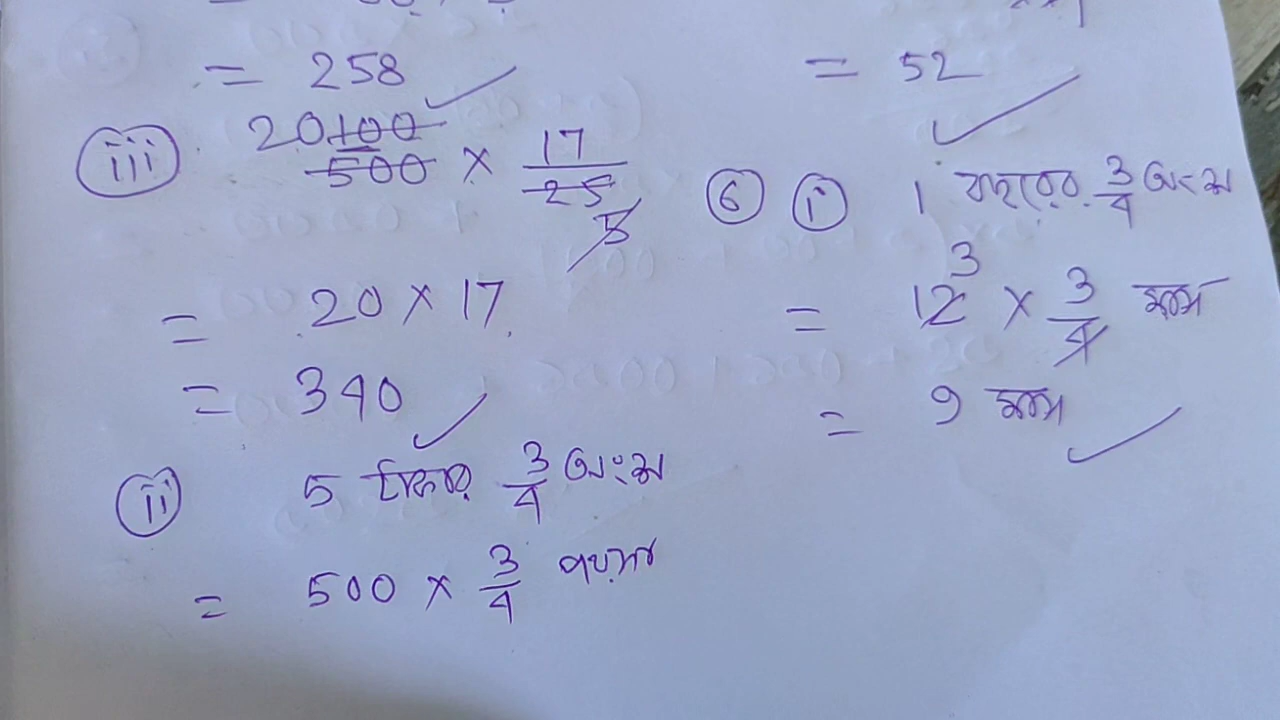 = 258
(iii) 20 100
500 × 17/25
5
= 20 × 17
= 340
(ii) 5 টাকার 3/4 অংশ
= 500 × 3/4 পয়সা
= 52
(6) (i) 1 বছরের 3/4 অংশ
3
= 12 × 3/4 মাস
= 9 মাস